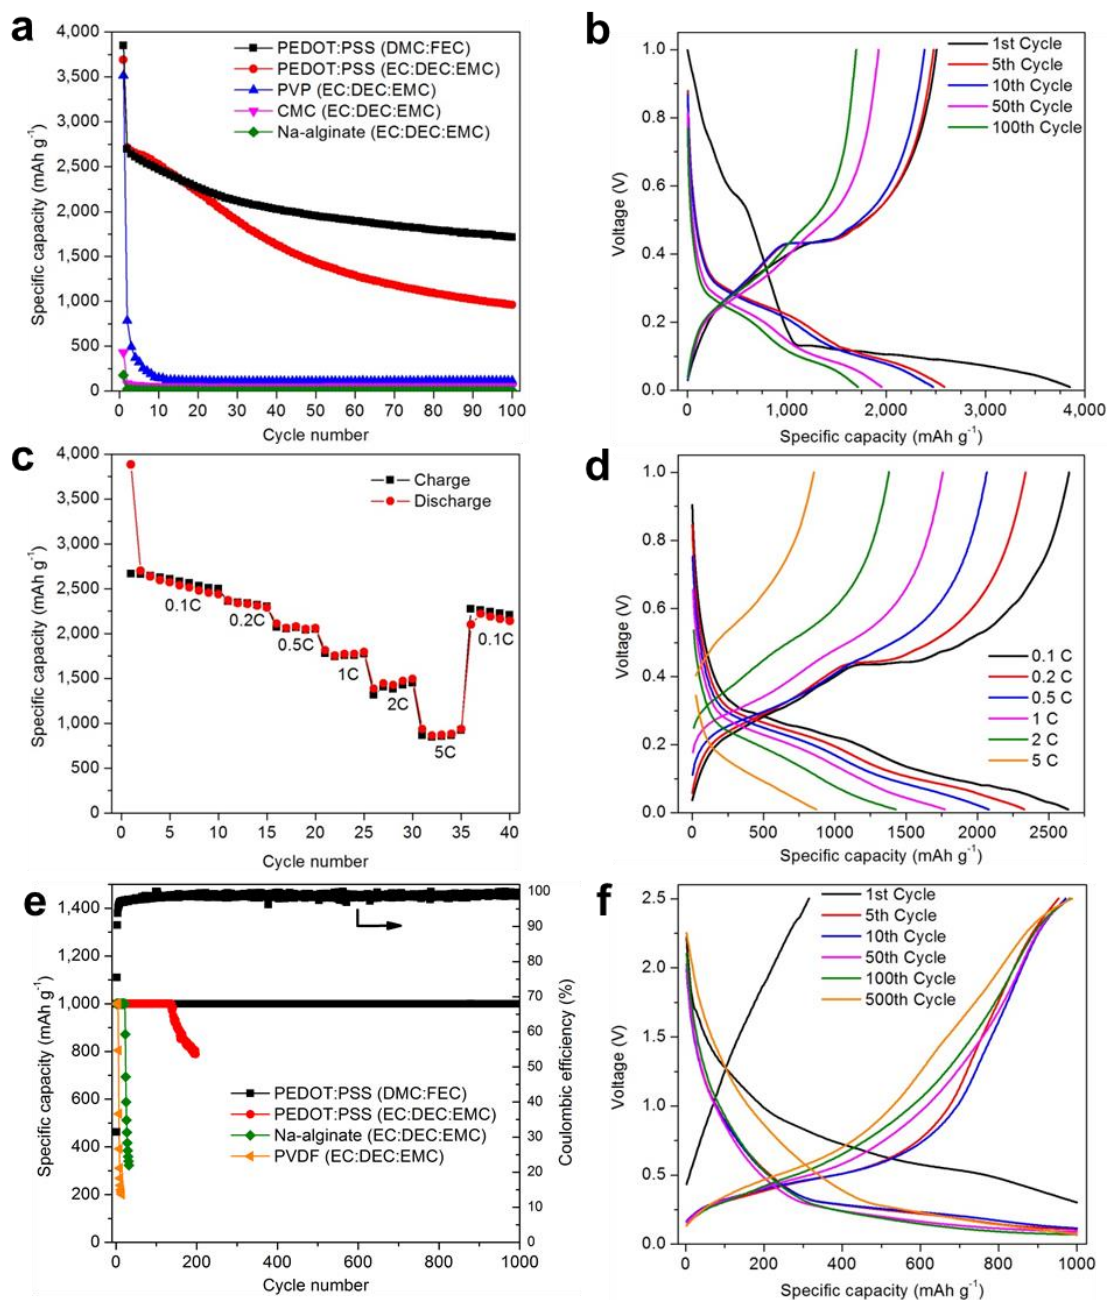 a
4,000
3,500
3,000
2,500
2,000
1,500
1,000
500
0
Specific capacity (mAh g⁻¹)
PEDOT:PSS (DMC:FEC)
PEDOT:PSS (EC:DEC:EMC)
PVP (EC:DEC:EMC)
CMC (EC:DEC:EMC)
Na-alginate (EC:DEC:EMC)
0 10 20 30 40 50 60 70 80 90 100
Cycle number
b
1.0
0.8
0.6
0.4
0.2
0.0
Voltage (V)
1st Cycle
5th Cycle
10th Cycle
50th Cycle
100th Cycle
0 1,000 2,000 3,000 4,000
Specific capacity (mAh g⁻¹)
c
4,000
3,500
3,000
2,500
2,000
1,500
1,000
500
0
Specific capacity (mAh g⁻¹)
Charge
Discharge
0.1C
0.2C
0.5C
1C
2C
5C
0.1C
0 5 10 15 20 25 30 35 40
Cycle number
d
1.0
0.8
0.6
0.4
0.2
0.0
Voltage (V)
0.1 C
0.2 C
0.5 C
1 C
2 C
5 C
0 500 1000 1500 2000 2500
Specific capacity (mAh g⁻¹)
e
1,400
1,200
1,000
800
600
400
200
0
Specific capacity (mAh g⁻¹)
100
90
80
70
60
50
40
30
20
10
0
Coulombic efficiency (%)
PEDOT:PSS (DMC:FEC)
PEDOT:PSS (EC:DEC:EMC)
Na-alginate (EC:DEC:EMC)
PVDF (EC:DEC:EMC)
0 200 400 600 800 1000
Cycle number
f
2.5
2.0
1.5
1.0
0.5
0.0
Voltage (V)
1st Cycle
5th Cycle
10th Cycle
50th Cycle
100th Cycle
500th Cycle
0 200 400 600 800 1000
Specific capacity (mAh g⁻¹)